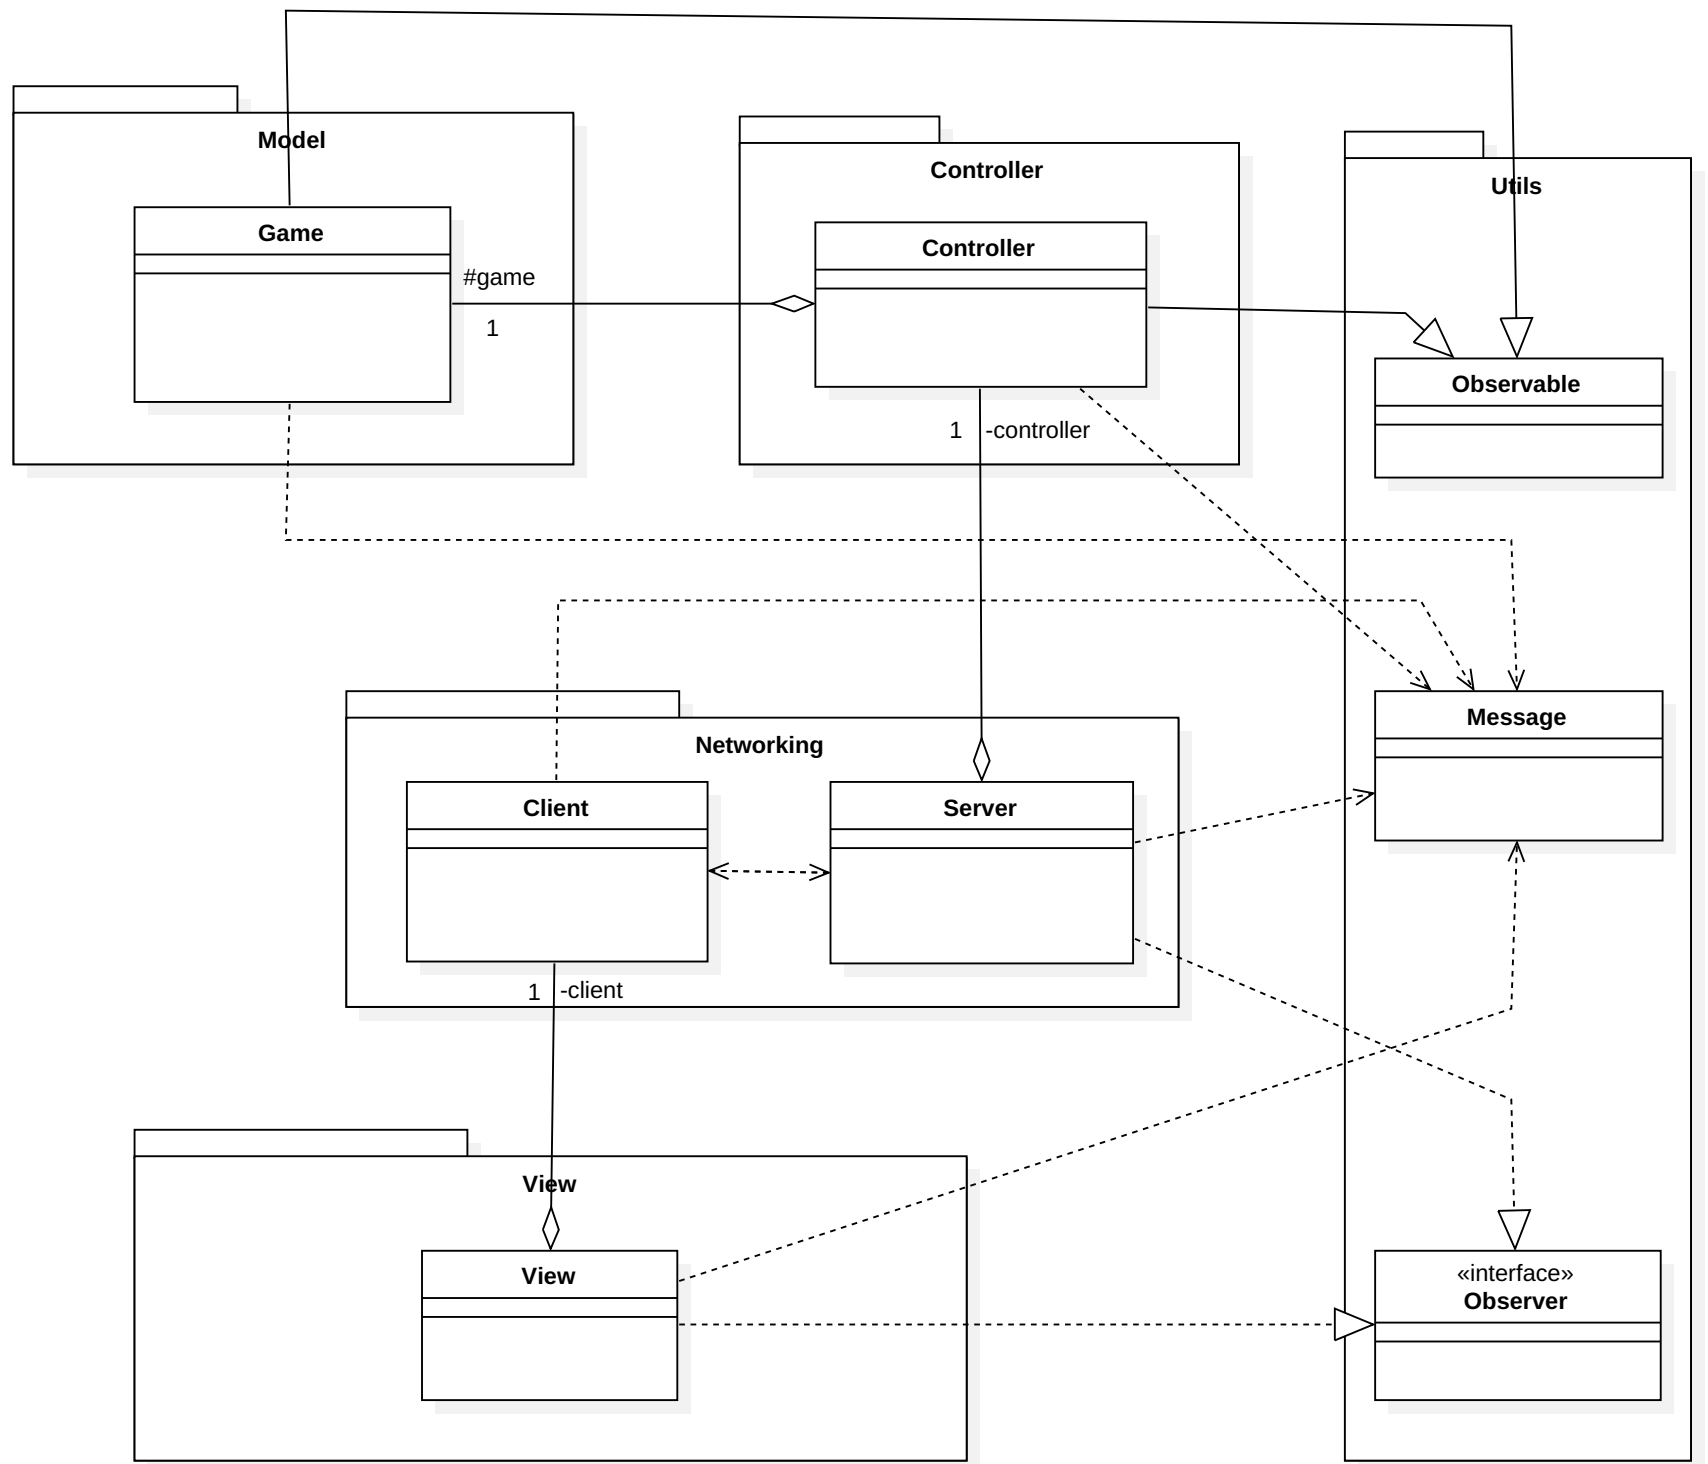 Model
Game
#game
1
Controller
Controller
1
-controller
Utils
Observable
Message
Networking
Client
Server
1
-client
View
View
«interface»
Observer